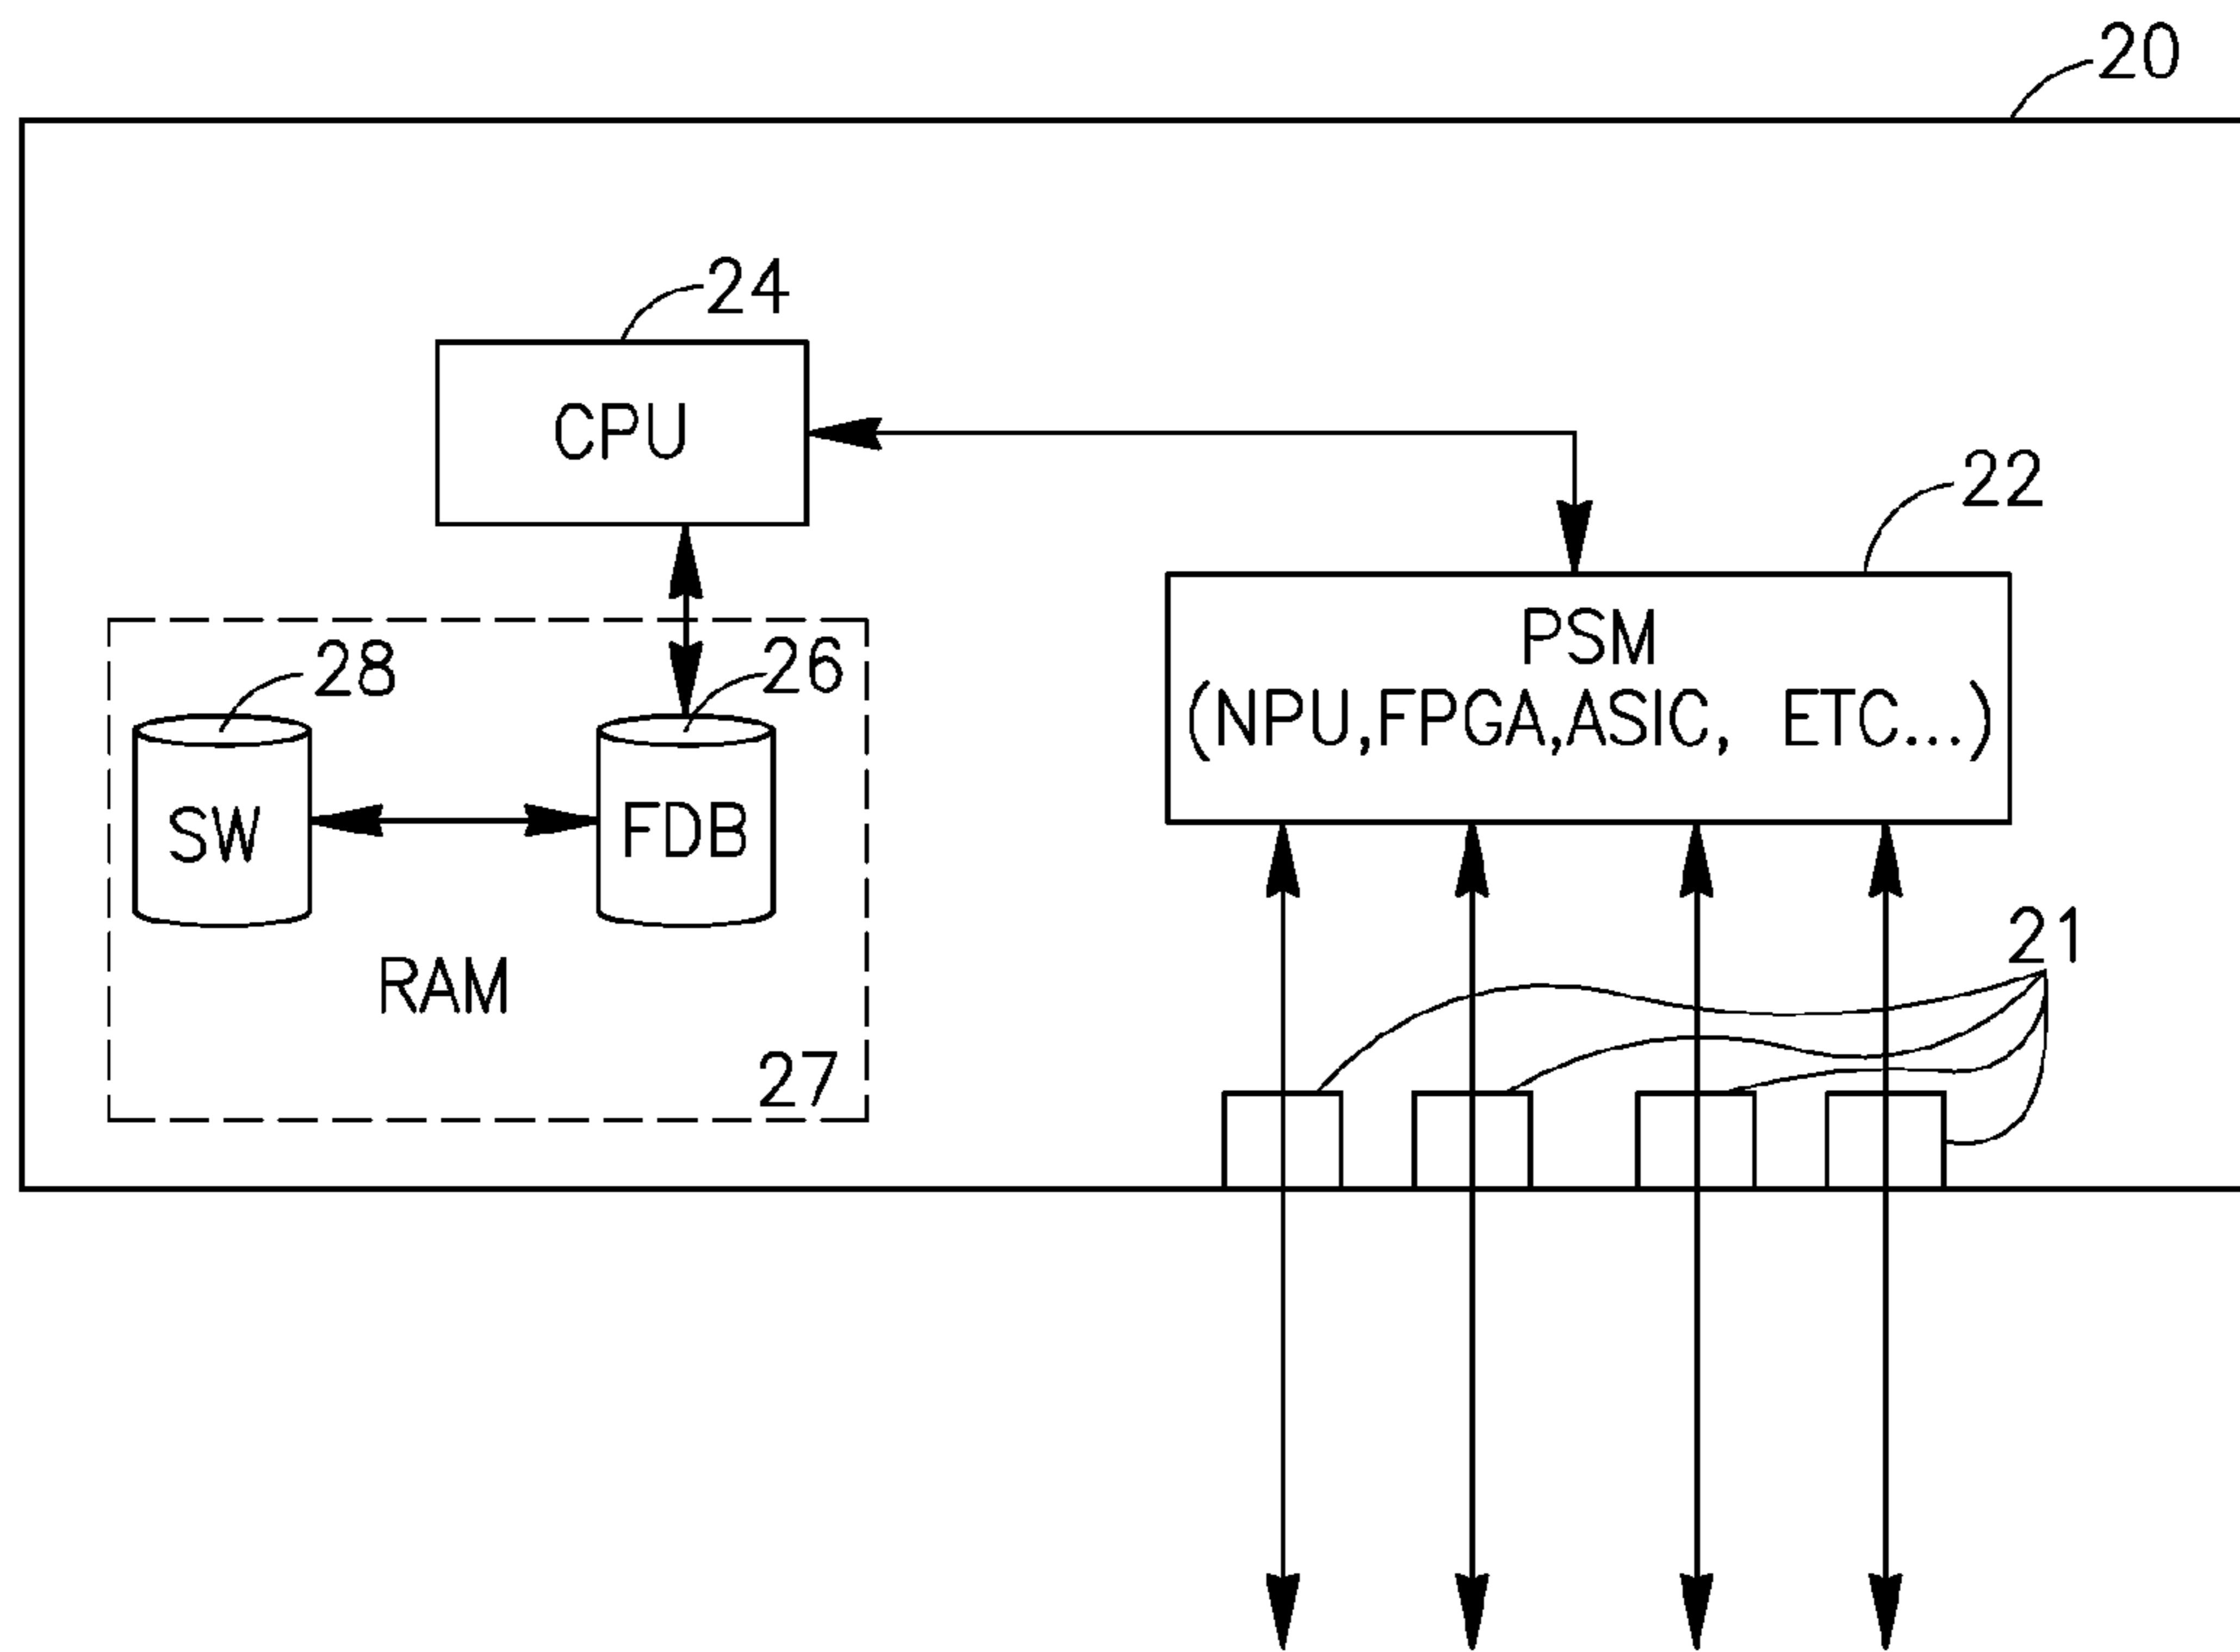 20
24
CPU
22
PSM
(NPU,FPGA,ASIC, ETC...)
28
26
SW
FDB
21
RAM
27